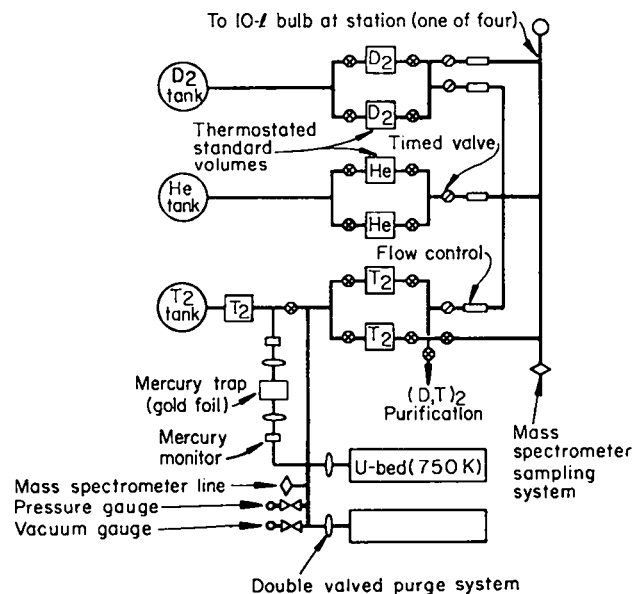 To 10-ℓ bulb at
station (one of four)
D2
tank
D2
D2
Thermostated
standard
volumes
Timed valve
He
tank
He
He
Flow control
T2
tank
T2
T2
T2
Mercury trap
(gold foil)
(D,T)2
Purification
Mercury
monitor
Mass
spectrometer
sampling
system
U-bed (750 K)
Mass spectrometer line
Pressure gauge
Vacuum gauge
Double valved purge system